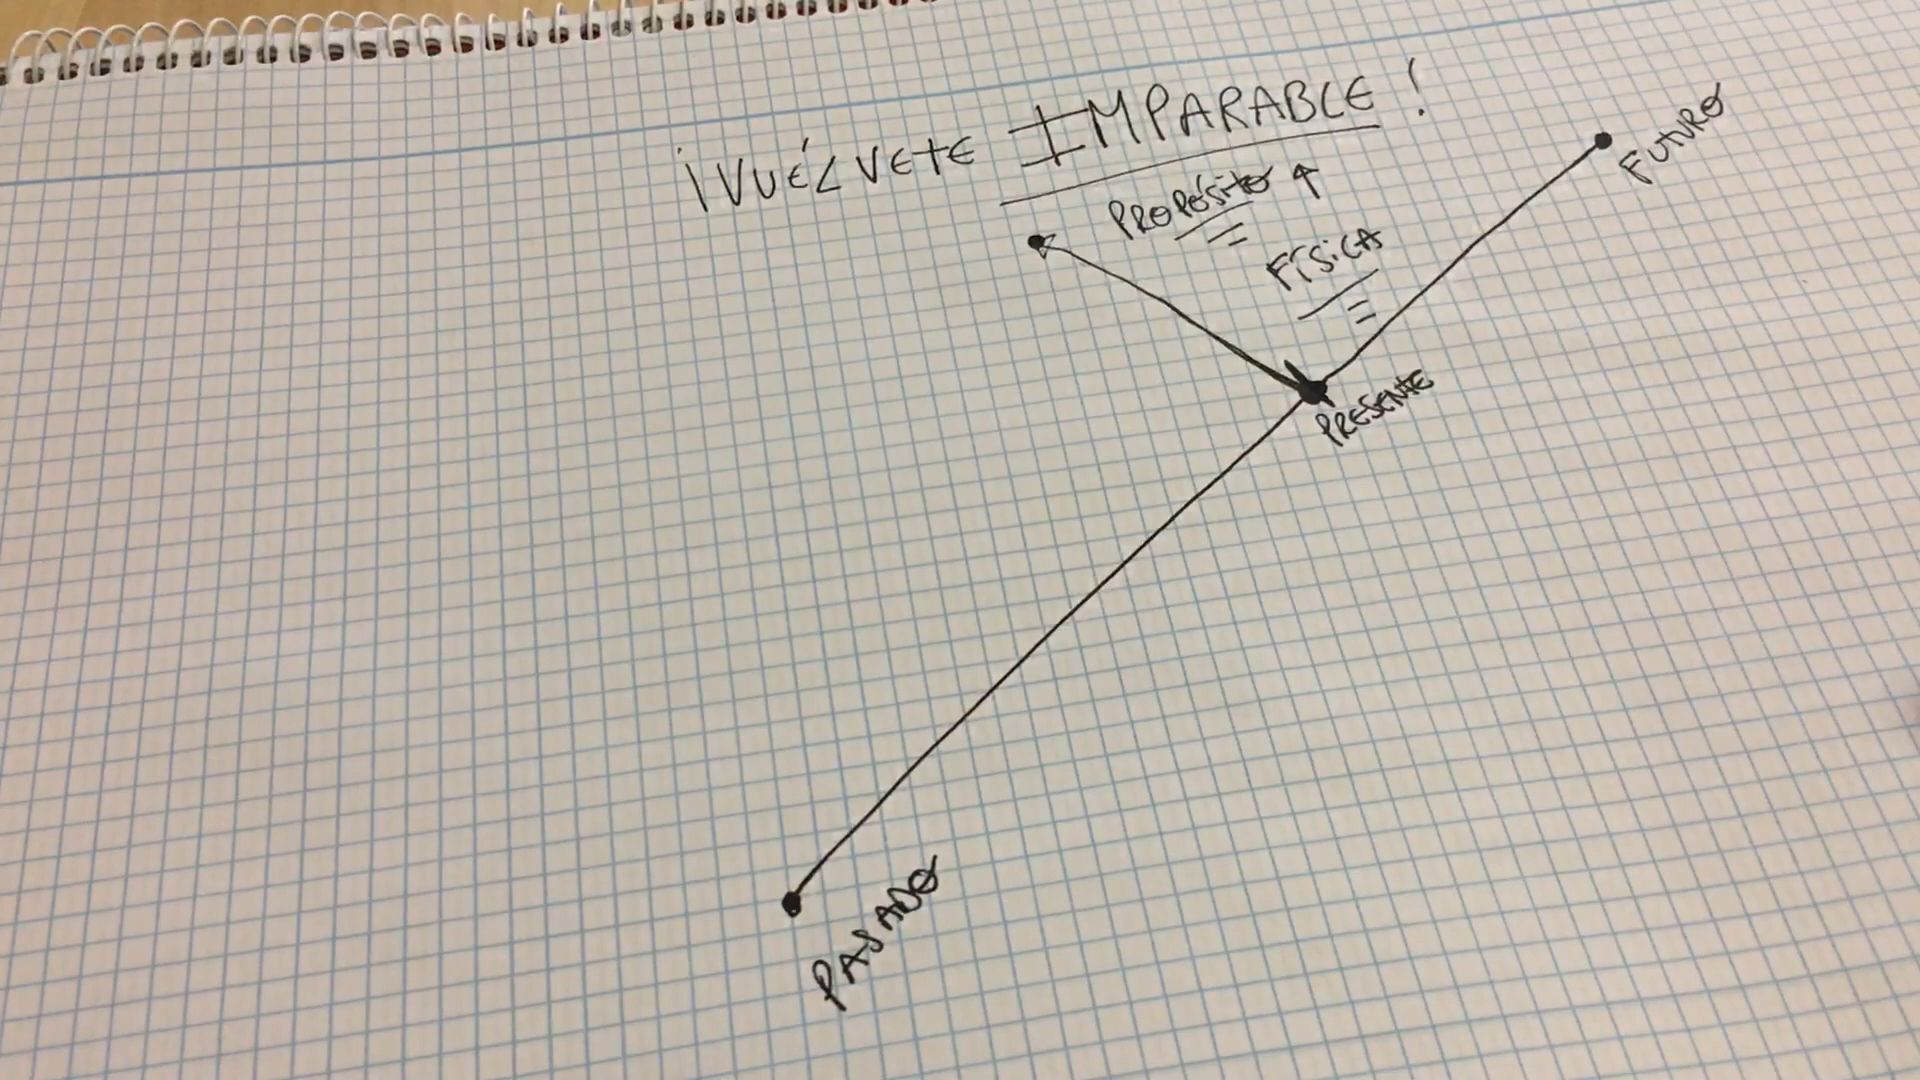 ¡VUÉLVETE IMPARABLE!
PROPÓSITO
FÍSICA
FUTURO
PRESENTE
PASADO